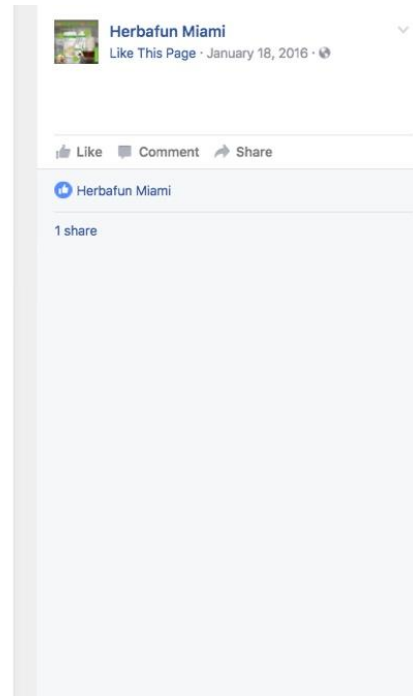 Herbafun Miami
Like This Page · January 18, 2016 ·
Like Comment Share
Herbafun Miami
1 share